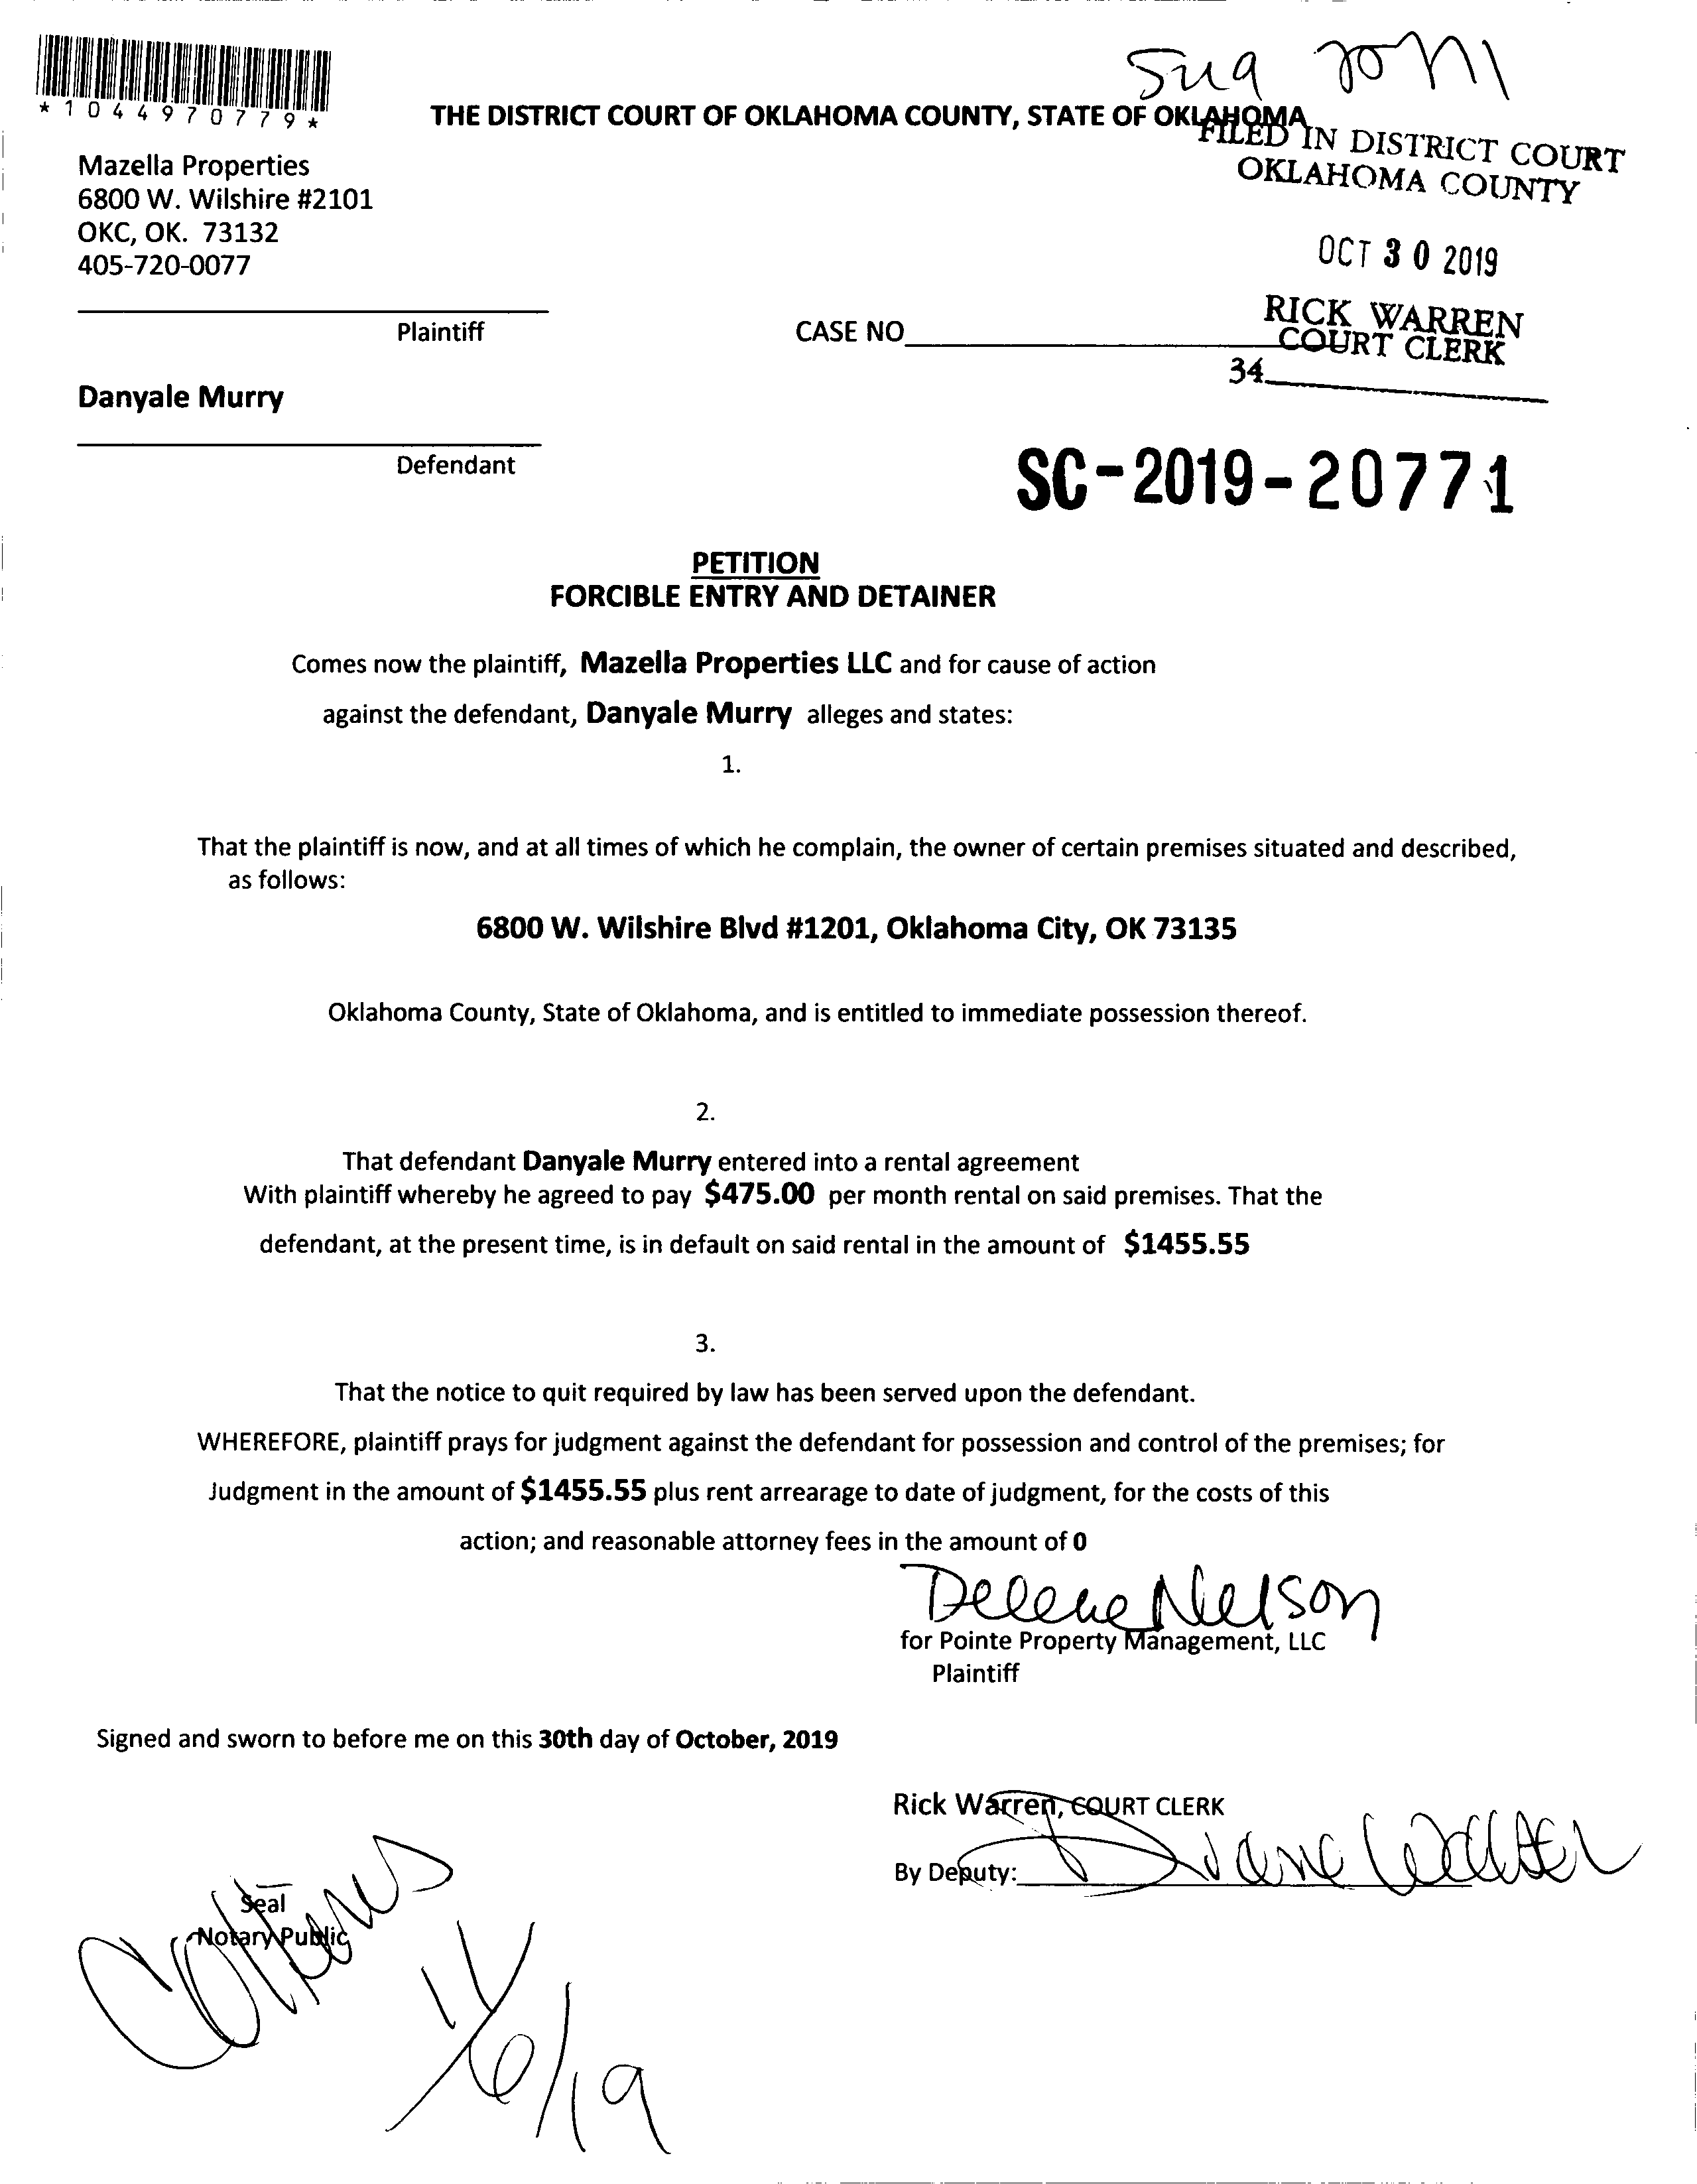 *1044970779*
THE DISTRICT COURT OF OKLAHOMA COUNTY, STATE OF OKLAHOMA
FILED IN DISTRICT COURT
OKLAHOMA COUNTY
Mazella Properties
6800 W. Wilshire #2101
OKC, OK. 73132
405-720-0077
OCT 30 2019
RICK WARREN
COURT CLERK
Plaintiff
CASE NO
34
Danyale Murry
Defendant
SC-2019-20771
PETITION
FORCIBLE ENTRY AND DETAINER
Comes now the plaintiff, Mazella Properties LLC and for cause of action
against the defendant, Danyale Murry alleges and states:
1.
That the plaintiff is now, and at all times of which he complain, the owner of certain premises situated and described,
as follows:
6800 W. Wilshire Blvd #1201, Oklahoma City, OK 73135
Oklahoma County, State of Oklahoma, and is entitled to immediate possession thereof.
2.
That defendant Danyale Murry entered into a rental agreement
With plaintiff whereby he agreed to pay $475.00 per month rental on said premises. That the
defendant, at the present time, is in default on said rental in the amount of $1455.55
3.
That the notice to quit required by law has been served upon the defendant.
WHEREFORE, plaintiff prays for judgment against the defendant for possession and control of the premises; for
Judgment in the amount of $1455.55 plus rent arrearage to date of judgment, for the costs of this
action; and reasonable attorney fees in the amount of 0
Delene Nelson
for Pointe Property Management, LLC
Plaintiff
Signed and sworn to before me on this 30th day of October, 2019
Rick Warren, COURT CLERK
By Deputy: Diane
Seal
Notary Public
Collins
11/6/19